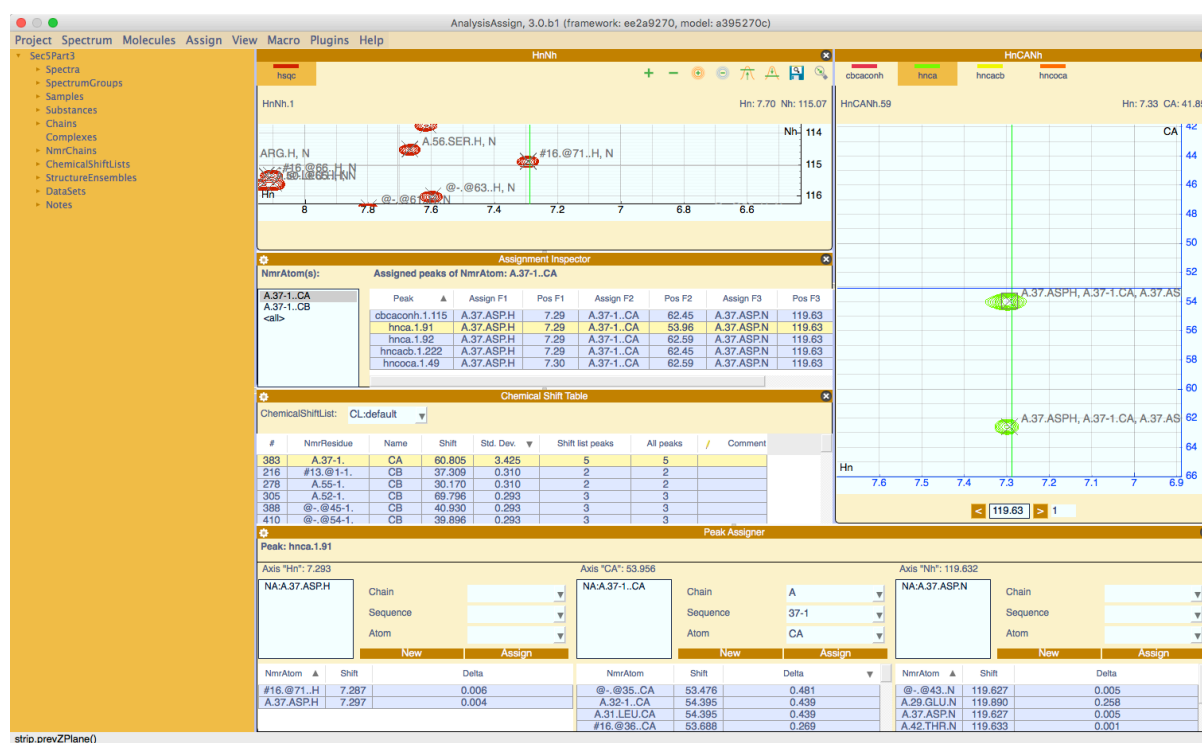 AnalysisAssign, 3.0.b1 (framework: ee2a9270, model: a395270c)
Project Spectrum Molecules Assign View Macro Plugins Help
Sec5Part3
Spectra
SpectrumGroups
Samples
Substances
Chains
Complexes
NmrChains
ChemicalShiftLists
StructureEnsembles
DataSets
Notes
HnNh
hsqc
HnNh.1 Hn: 7.70 Nh: 115.07
Nh 114
A.56.SER.H, N
ARG.H, N #16.@71..H, N
115
#16.@66..H, N
@-.@63..H, N
Hn 116
8 7.8 7.6 7.4 7.2 7 6.8 6.6
HnCANh
cbcaconh hnca hncacb hncoca
HnCANh.59 Hn: 7.33 CA: 41.85
CA 42
44
46
48
50
52
A.37.ASPH, A.37-1.CA, A.37.AS
54
56
58
60
A.37.ASPH, A.37-1.CA, A.37.AS
62
64
Hn
66
7.6 7.5 7.4 7.3 7.2 7.1 7 6.9
< 119.63 > 1
Assignment Inspector
NmrAtom(s): Assigned peaks of NmrAtom: A.37-1..CA
A.37-1..CA
A.37-1..CB
<all>
Peak Assign F1 Pos F1 Assign F2 Pos F2 Assign F3 Pos F3
cbcaconh.1.115 A.37.ASP.H 7.29 A.37-1..CA 62.45 A.37.ASP.N 119.63
hnca.1.91 A.37.ASP.H 7.29 A.37-1..CA 53.96 A.37.ASP.N 119.63
hnca.1.92 A.37.ASP.H 7.29 A.37-1..CA 62.59 A.37.ASP.N 119.63
hncacb.1.222 A.37.ASP.H 7.29 A.37-1..CA 62.45 A.37.ASP.N 119.63
hncoca.1.49 A.37.ASP.H 7.30 A.37-1..CA 62.59 A.37.ASP.N 119.63
Chemical Shift Table
ChemicalShiftList: CL:default
# NmrResidue Name Shift Std. Dev. Shift list peaks All peaks / Comment
383 A.37-1. CA 60.805 3.425 5 5
216 #13.@1-1. CB 37.309 0.310 2 2
278 A.55-1. CB 30.170 0.310 2 2
305 A.52-1. CB 69.796 0.293 3 3
388 @-.@45-1. CB 40.930 0.293 3 3
410 @-.@54-1. CB 39.896 0.293 3 3
Peak Assigner
Peak: hnca.1.91
Axis "Hn": 7.293 Axis "CA": 53.956 Axis "Nh": 119.632
NA:A.37.ASP.H Chain NA:A.37-1..CA Chain A NA:A.37.ASP.N Chain
Sequence Sequence 37-1 Sequence
Atom Atom CA Atom
New Assign New Assign New Assign
NmrAtom Shift Delta NmrAtom Shift Delta NmrAtom Shift Delta
#16.@71..H 7.287 0.006 @-.@35..CA 53.476 0.481 @-.@43..N 119.627 0.005
A.37.ASP.H 7.297 0.004 A.32-1..CA 54.395 0.439 A.29.GLU.N 119.890 0.258
A.31.LEU.CA 54.395 0.439 A.37.ASP.N 119.627 0.005
#16.@36..CA 53.688 0.269 A.42.THR.N 119.633 0.001
strip.prevZPlane()